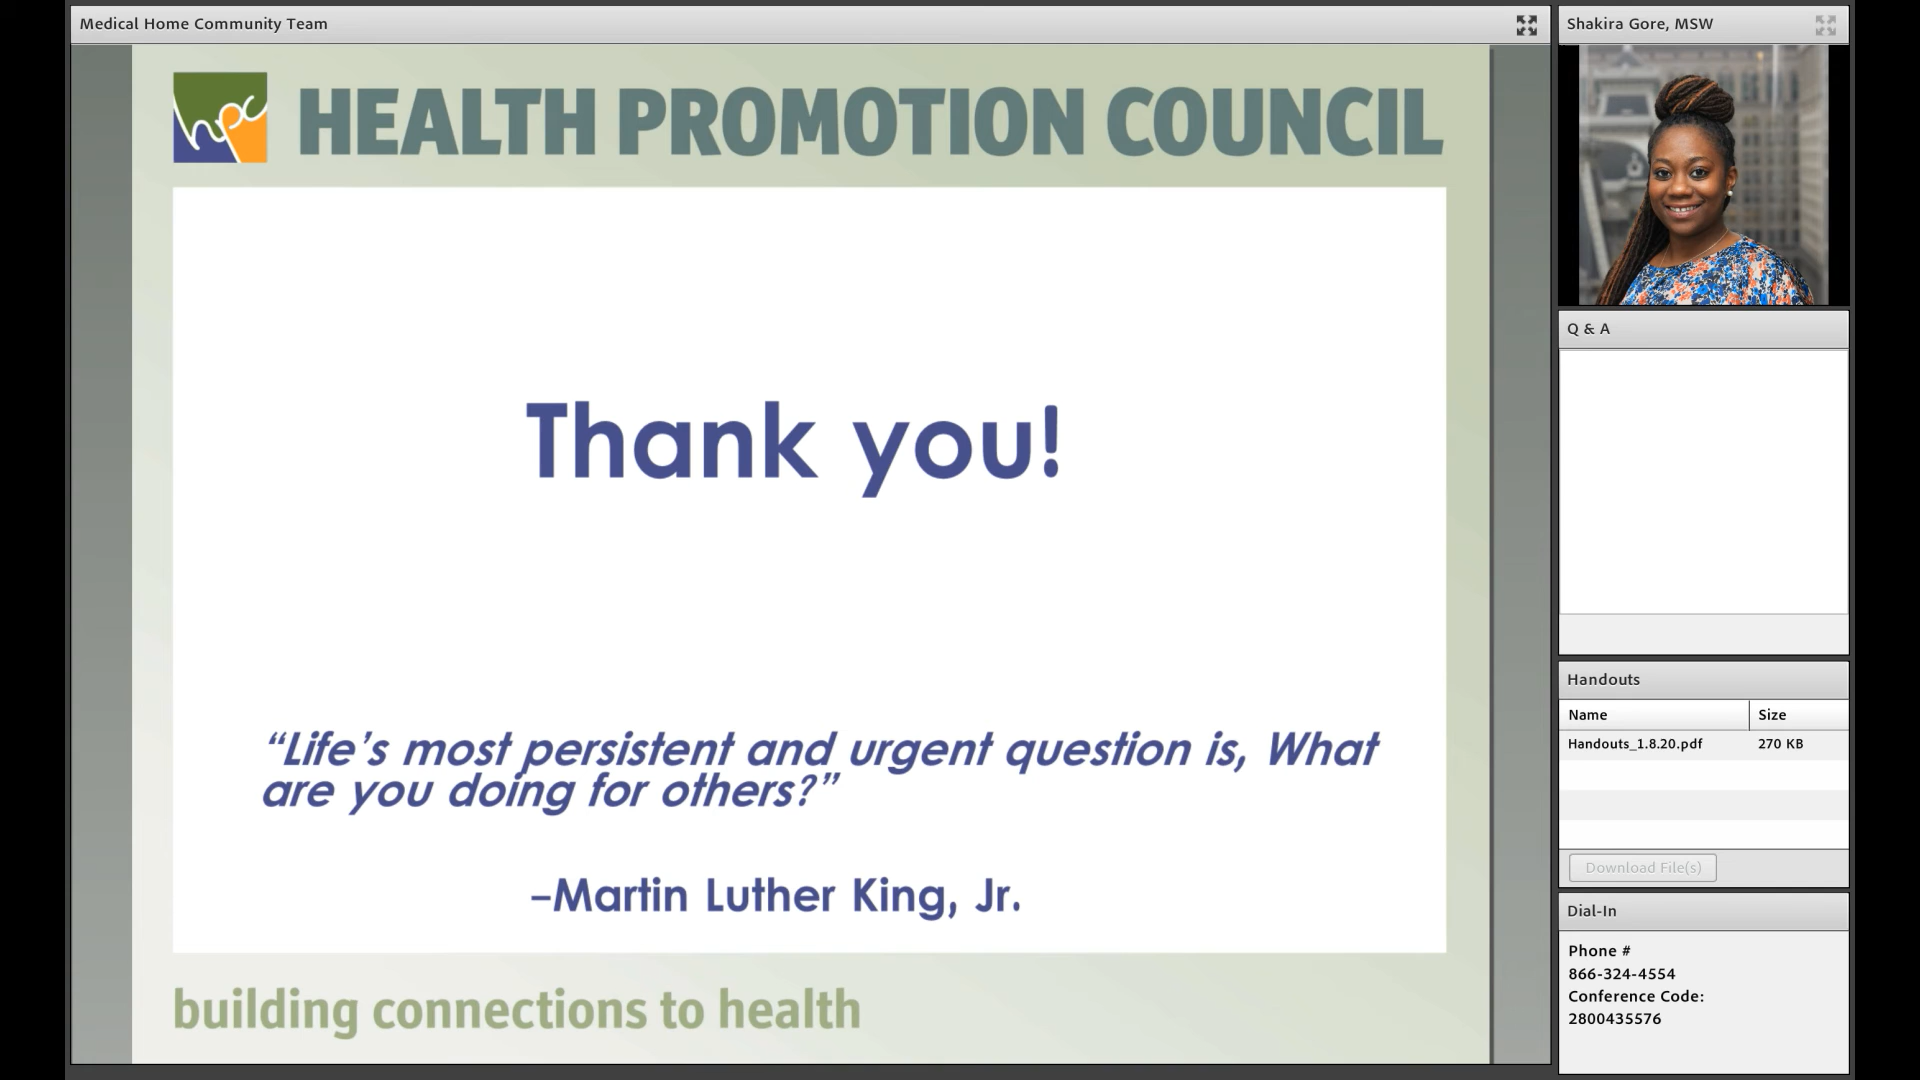 Medical Home Community Team
hpc
HEALTH PROMOTION COUNCIL
Thank you!
“Life’s most persistent and urgent question is, What
are you doing for others?”
–Martin Luther King, Jr.
building connections to health
Shakira Gore, MSW
Q & A
Handouts
Name Size
Handouts_1.8.20.pdf 270 KB
Download File(s)
Dial-In
Phone #
866-324-4554
Conference Code:
2800435576